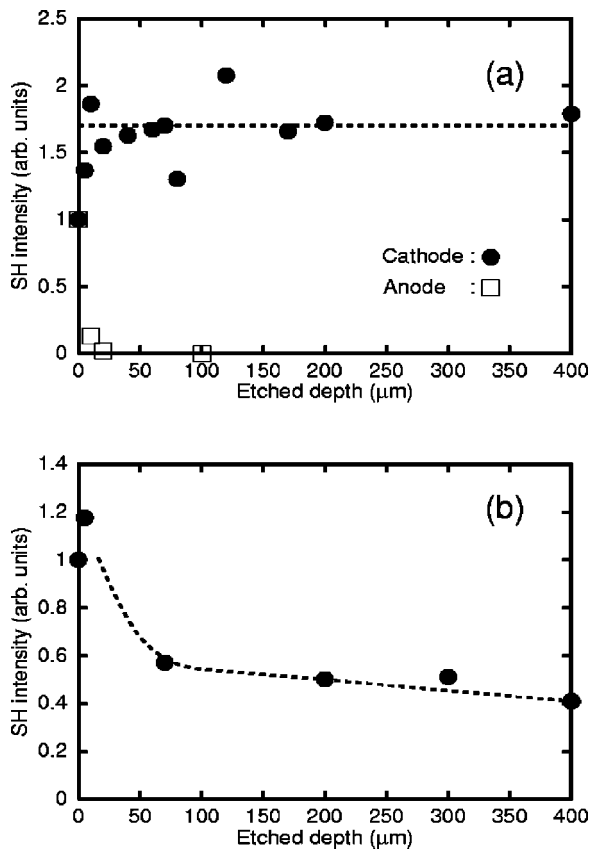 2.5
(a)
2
1.5
1
0.5
0
SH intensity (arb. units)
Cathode :
Anode :
0 50 100 150 200 250 300 350 400
Etched depth (μm)
1.4
(b)
1.2
1
0.8
0.6
0.4
0.2
0
SH intensity (arb. units)
0 50 100 150 200 250 300 350 400
Etched depth (μm)